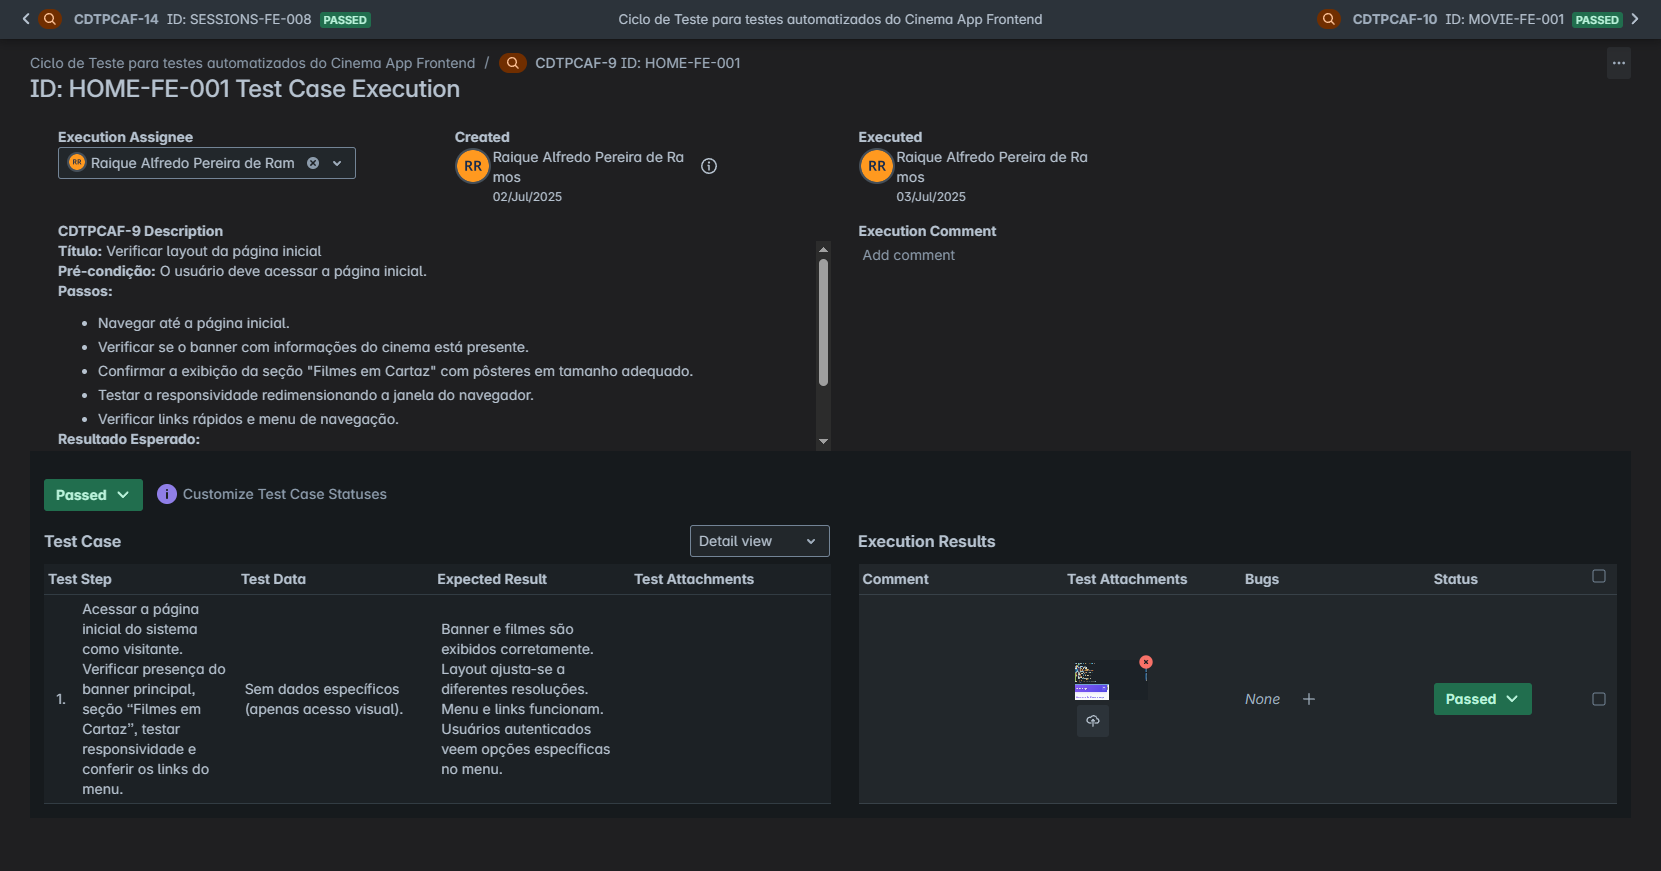 CDTPCAF-14 ID: SESSIONS-FE-008 PASSED
Ciclo de Teste para testes automatizados do Cinema App Frontend
CDTPCAF-10 ID: MOVIE-FE-001 PASSED
Ciclo de Teste para testes automatizados do Cinema App Frontend / CDTPCAF-9 ID: HOME-FE-001
ID: HOME-FE-001 Test Case Execution
Execution Assignee
RR Raique Alfredo Pereira de Ram
Created
RR
Raique Alfredo Pereira de Ra
mos
02/Jul/2025
Executed
RR
Raique Alfredo Pereira de Ra
mos
03/Jul/2025
CDTPCAF-9 Description
Título: Verificar layout da página inicial
Pré-condição: O usuário deve acessar a página inicial.
Passos:
• Navegar até a página inicial.
• Verificar se o banner com informações do cinema está presente.
• Confirmar a exibição da seção "Filmes em Cartaz" com pôsteres em tamanho adequado.
• Testar a responsividade redimensionando a janela do navegador.
• Verificar links rápidos e menu de navegação.
Resultado Esperado:
Execution Comment
Add comment
Passed
Customize Test Case Statuses
Test Case
Detail view
Test Step Test Data Expected Result Test Attachments
1.
Acessar a página
inicial do sistema
como visitante.
Verificar presença do
banner principal,
seção “Filmes em
Cartaz”, testar
responsividade e
conferir os links do
menu.
Sem dados específicos
(apenas acesso visual).
Banner e filmes são
exibidos corretamente.
Layout ajusta-se a
diferentes resoluções.
Menu e links funcionam.
Usuários autenticados
veem opções específicas
no menu.
Execution Results
Comment Test Attachments Bugs Status
None
Passed